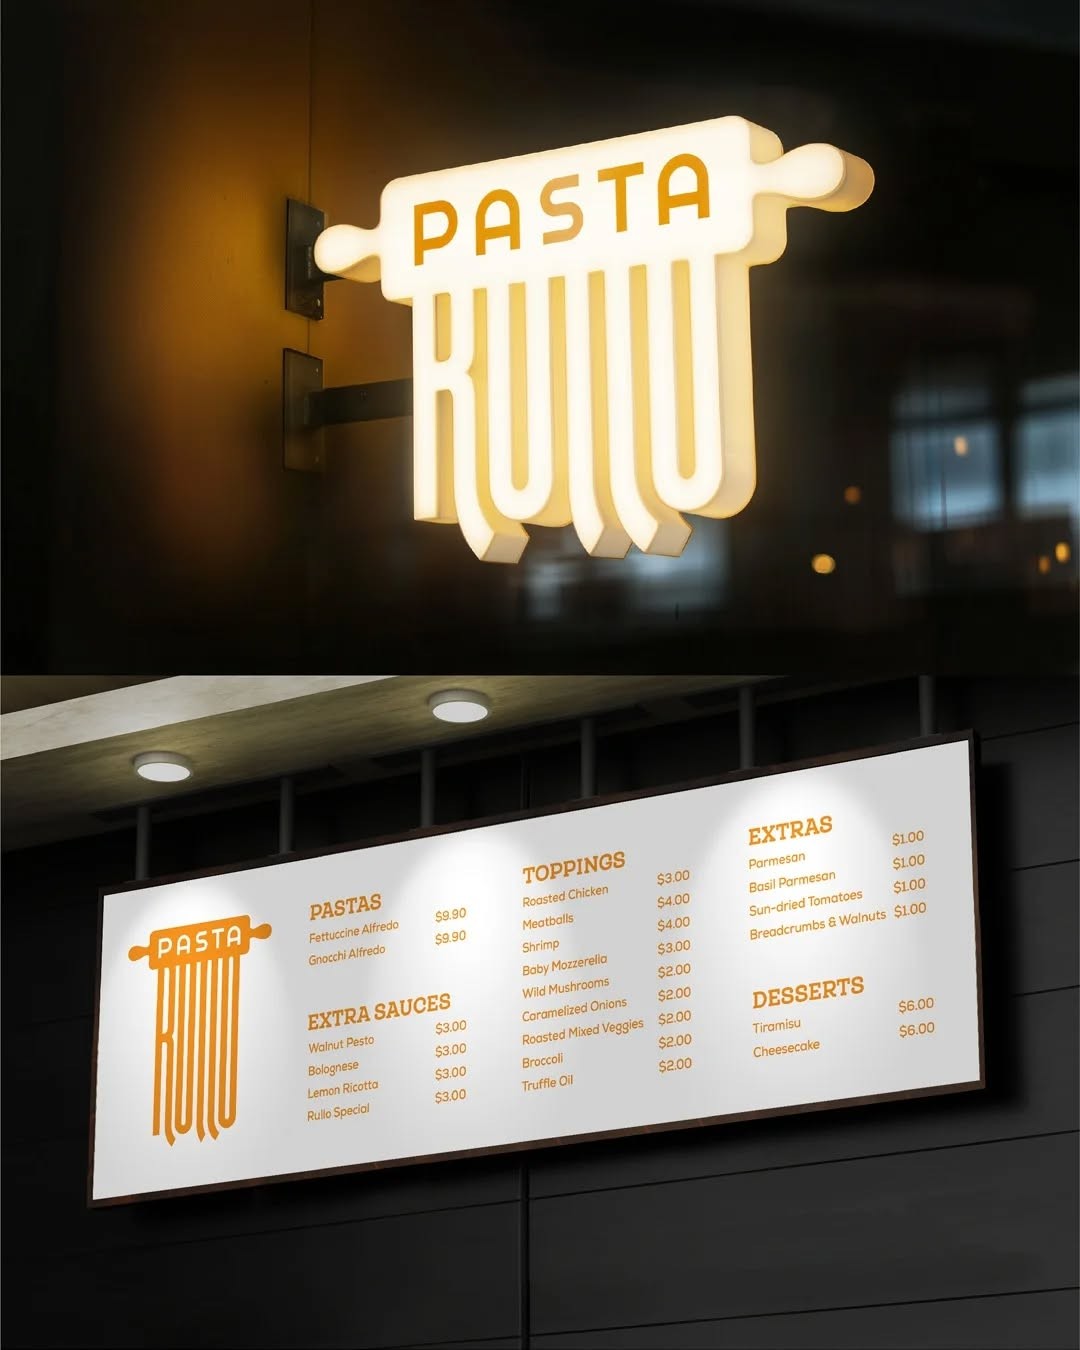 PASTA
RULLO
PASTA
RULLO
PASTAS
Fettuccine Alfredo $9.90
Gnocchi Alfredo $9.90
EXTRA SAUCES
Walnut Pesto $3.00
Bolognese $3.00
Lemon Ricotta $3.00
Rullo Special $3.00
TOPPINGS
Roasted Chicken $3.00
Meatballs $4.00
Shrimp $4.00
Baby Mozzerella $3.00
Wild Mushrooms $2.00
Caramelized Onions $2.00
Roasted Mixed Veggies $2.00
Broccoli $2.00
Truffle Oil $2.00
EXTRAS
Parmesan $1.00
Basil Parmesan $1.00
Sun-dried Tomatoes $1.00
Breadcrumbs & Walnuts $1.00
DESSERTS
Tiramisu $6.00
Cheesecake $6.00